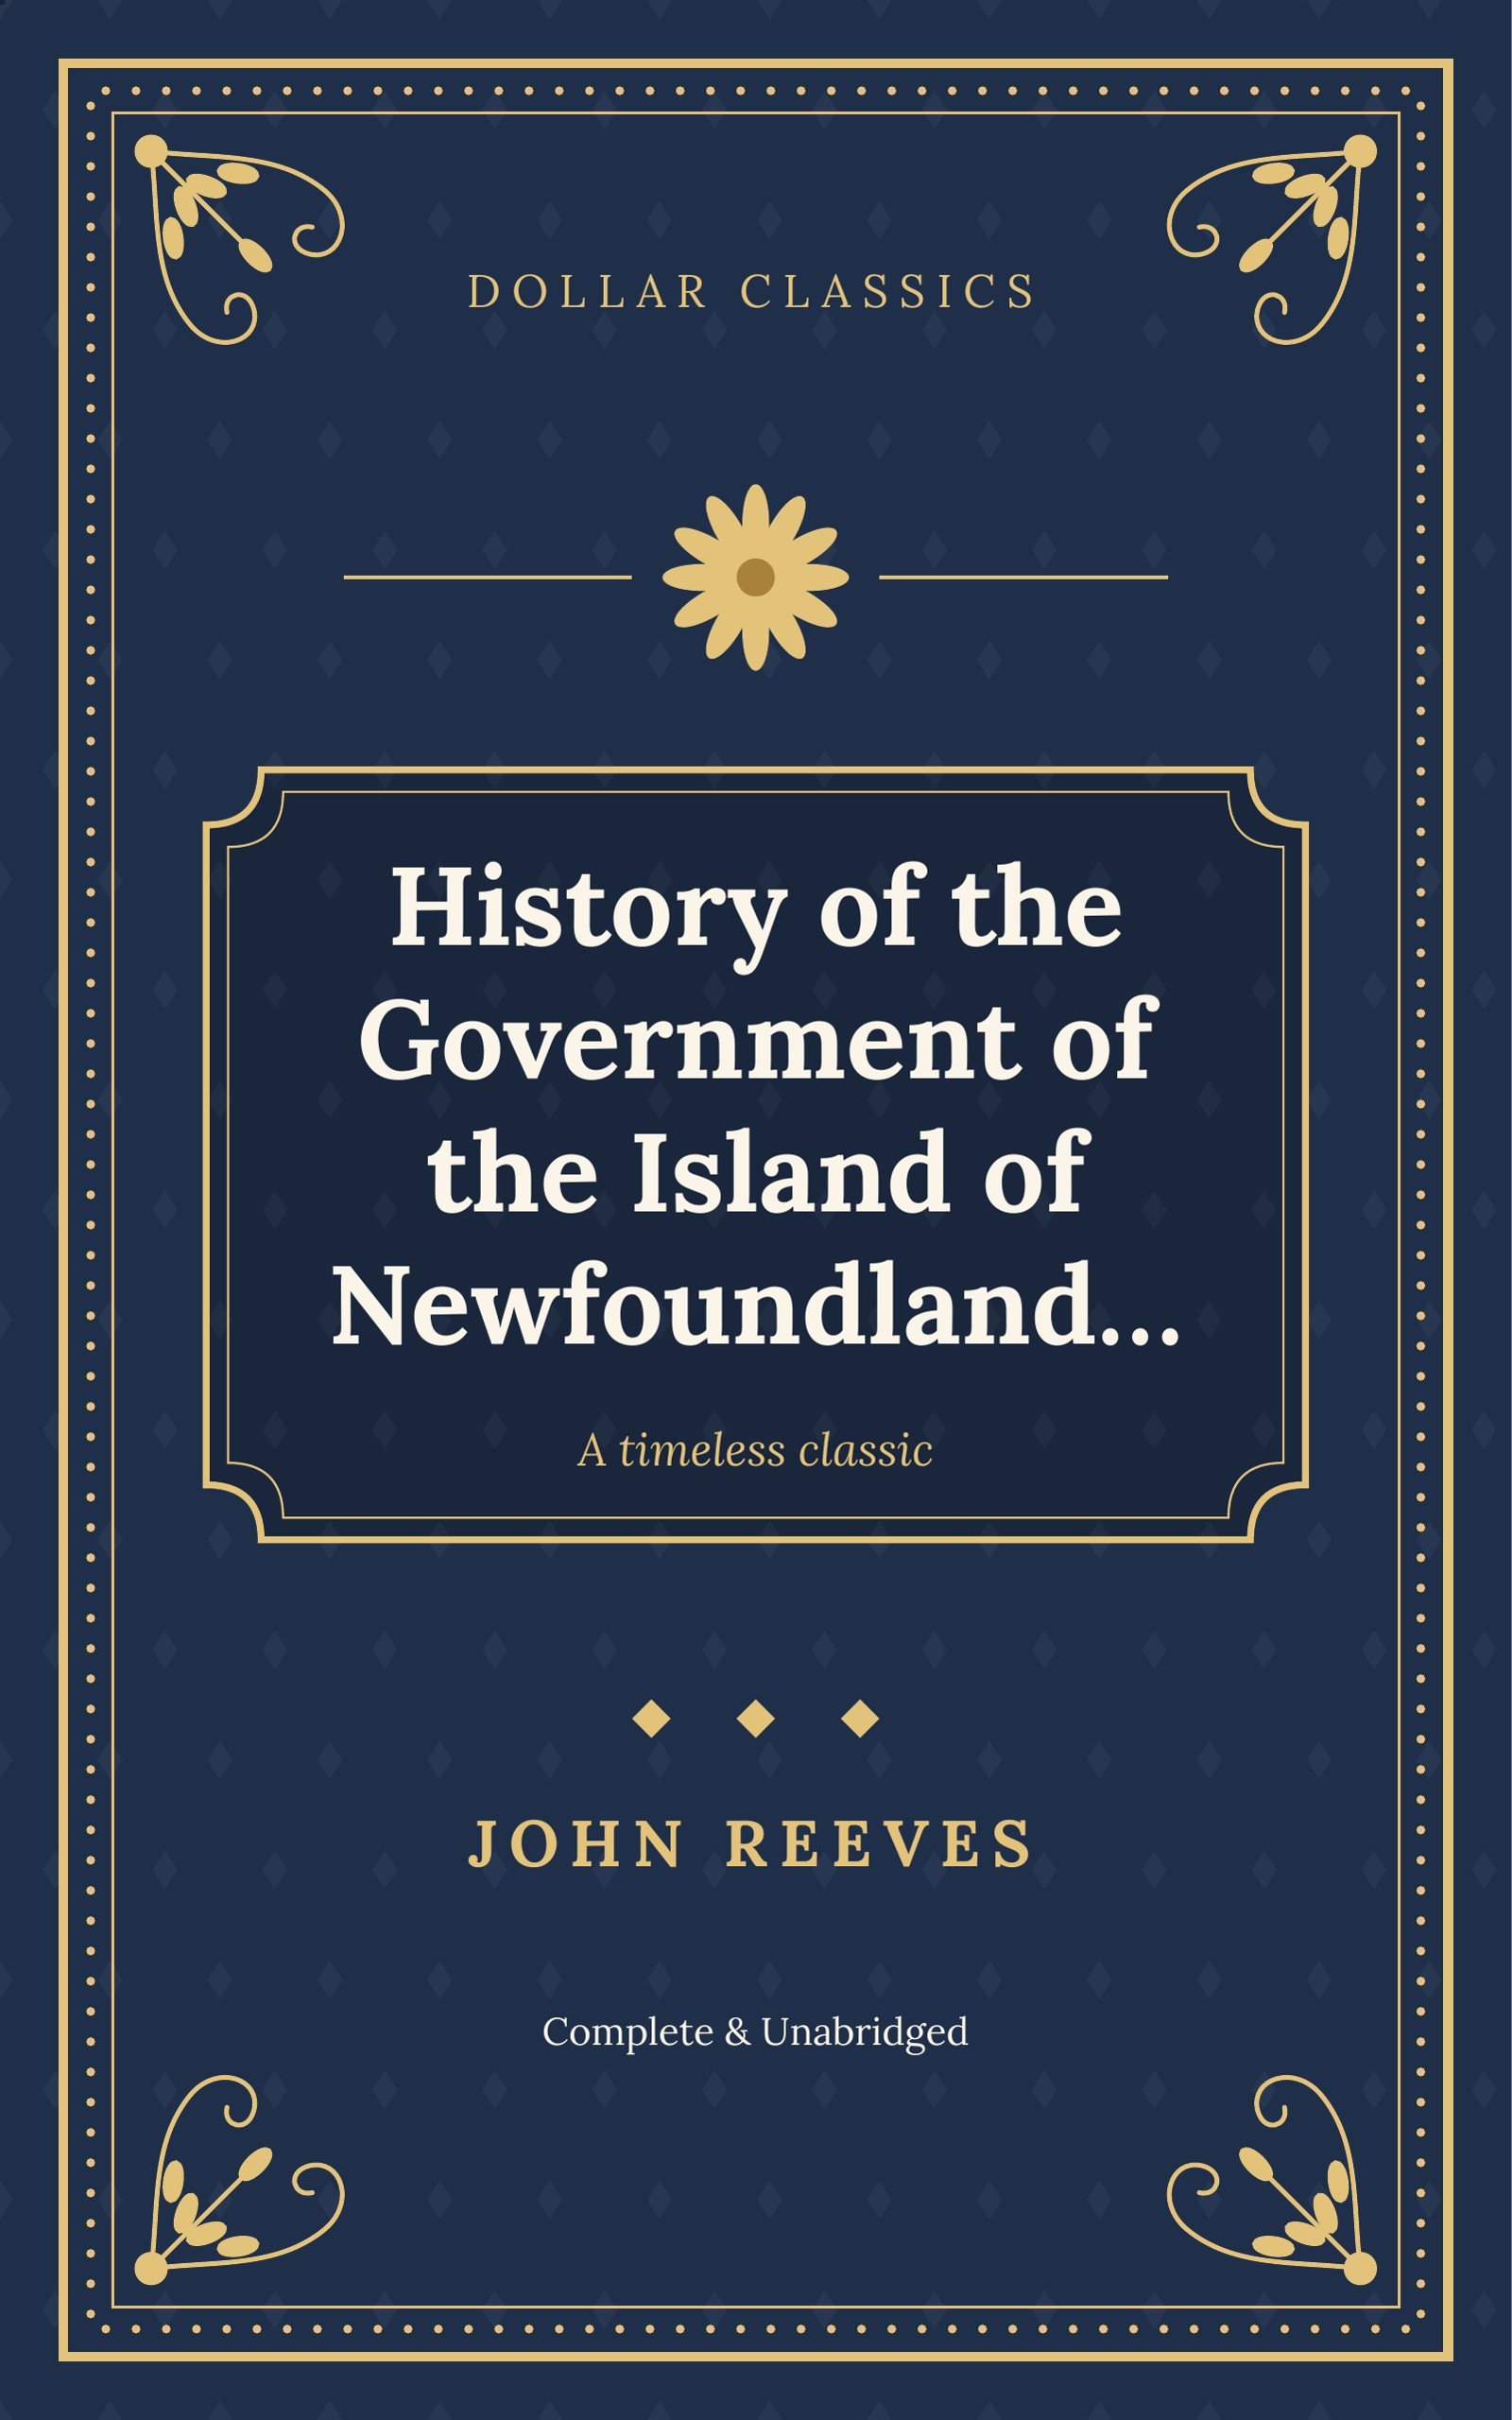 DOLLAR CLASSICS
History of the
Government of
the Island of
Newfoundland...
A timeless classic
JOHN REEVES
Complete & Unabridged